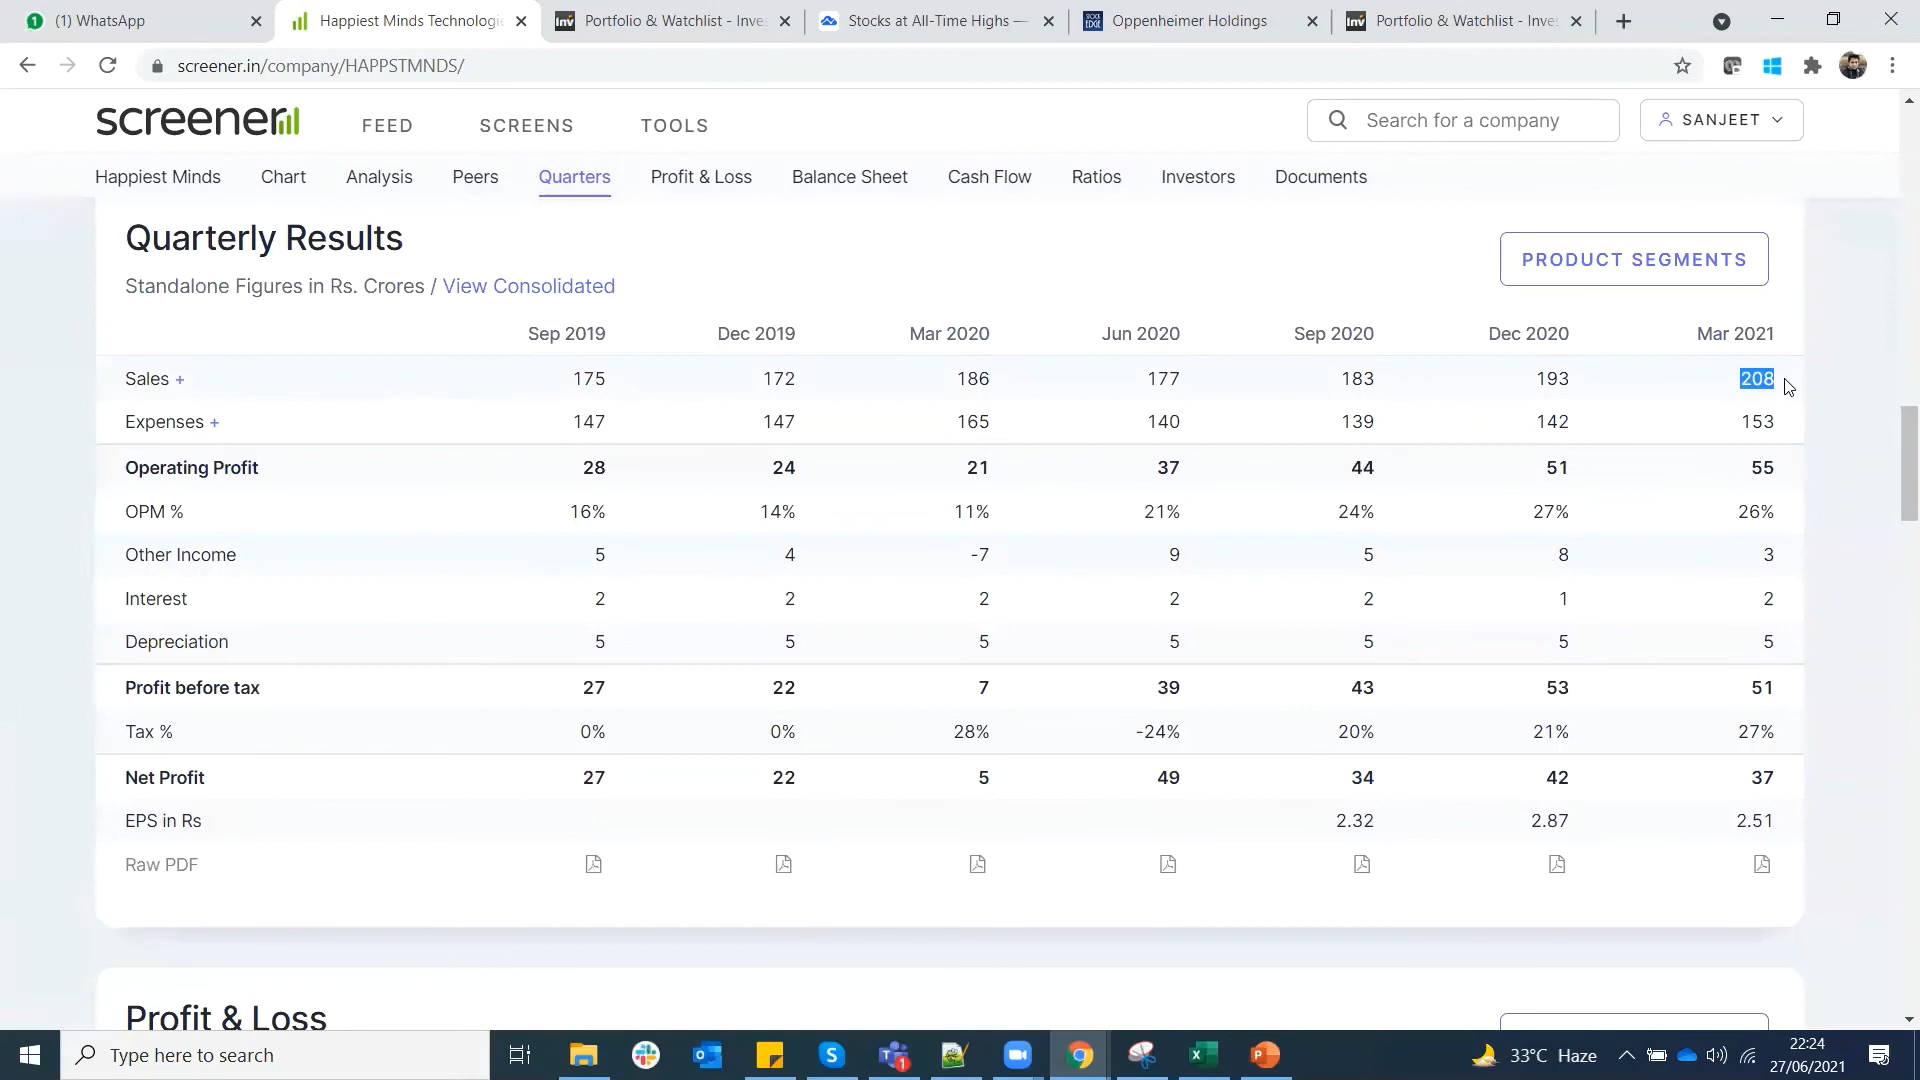 (1) WhatsApp
Happiest Minds Technologie
Portfolio & Watchlist - Inve
Stocks at All-Time Highs —
Oppenheimer Holdings
Portfolio & Watchlist - Inve
screener.in/company/HAPPSTMNDS/
screener FEED SCREENS TOOLS Search for a company SANJEET
Happiest Minds Chart Analysis Peers Quarters Profit & Loss Balance Sheet Cash Flow Ratios Investors Documents
Quarterly Results
PRODUCT SEGMENTS
Standalone Figures in Rs. Crores / View Consolidated
Sep 2019 Dec 2019 Mar 2020 Jun 2020 Sep 2020 Dec 2020 Mar 2021
Sales + 175 172 186 177 183 193 208
Expenses + 147 147 165 140 139 142 153
Operating Profit 28 24 21 37 44 51 55
OPM % 16% 14% 11% 21% 24% 27% 26%
Other Income 5 4 -7 9 5 8 3
Interest 2 2 2 2 2 1 2
Depreciation 5 5 5 5 5 5 5
Profit before tax 27 22 7 39 43 53 51
Tax % 0% 0% 28% -24% 20% 21% 27%
Net Profit 27 22 5 49 34 42 37
EPS in Rs 2.32 2.87 2.51
Raw PDF
Profit & Loss
Type here to search
33°C Haze
22:24
27/06/2021